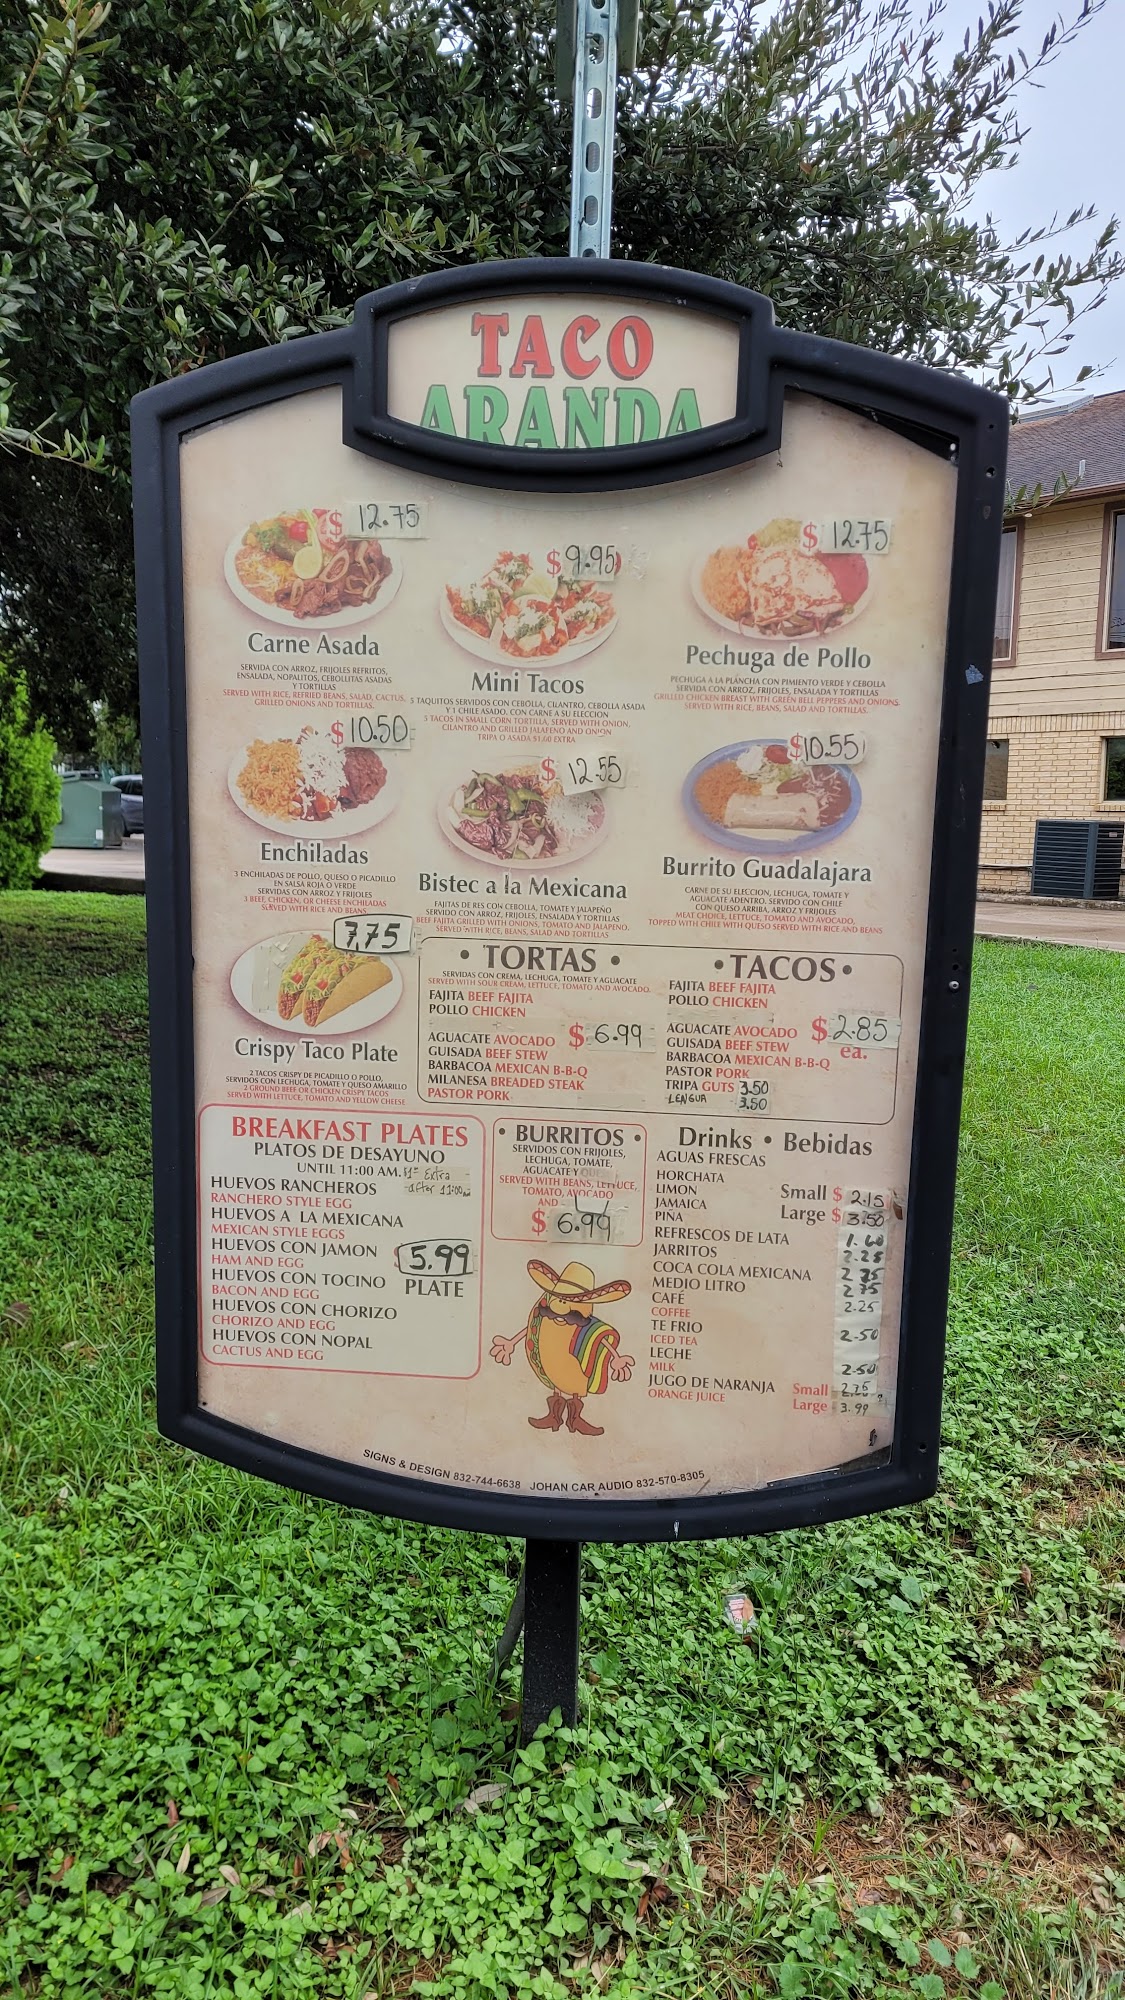 TACO
ARANDA
$ 12.75
Carne Asada
SERVIDA CON ARROZ, FRIJOLES REFRITOS,
ENSALADA, NOPALITOS, CEBOLLITAS ASADAS
Y TORTILLAS
SERVED WITH RICE, REFRIED BEANS, SALAD, CACTUS,
GRILLED ONIONS AND TORTILLAS.
$ 9.95
Mini Tacos
5 TAQUITOS SERVIDOS CON CEBOLLA, CILANTRO, CEBOLLA ASADA
Y 1 CHILE ASADO, CON CARNE A SU ELECCION
5 TACOS IN SMALL CORN TORTILLA, SERVED WITH ONION,
CILANTRO AND GRILLED JALAPENO AND ONION
TRIPA O ASADA $1.00 EXTRA
$ 12.75
Pechuga de Pollo
PECHUGA A LA PLANCHA CON PIMIENTO VERDE Y CEBOLLA
SERVIDA CON ARROZ, FRIJOLES, ENSALADA Y TORTILLAS
GRILLED CHICKEN BREAST WITH GREEN BELL PEPPERS AND ONIONS.
SERVED WITH RICE, BEANS, SALAD AND TORTILLAS.
$ 10.50
Enchiladas
3 ENCHILADAS DE POLLO, QUESO O PICADILLO
EN SALSA ROJA O VERDE
SERVIDAS CON ARROZ Y FRIJOLES
3 BEEF, CHICKEN, OR CHEESE ENCHILADAS
SERVED WITH RICE AND BEANS
$ 12.55
Bistec a la Mexicana
FAJITAS DE RES CON CEBOLLA, TOMATE Y JALAPEÑO
SERVIDO CON ARROZ, FRIJOLES, ENSALADA Y TORTILLAS
BEEF FAJITA GRILLED WITH ONIONS, TOMATO AND JALAPENO.
SERVED WITH RICE, BEANS, SALAD AND TORTILLAS
$ 10.55
Burrito Guadalajara
CARNE DE SU ELECCION, LECHUGA, TOMATE Y
AGUACATE ADENTRO. SERVIDO CON CHILE
CON QUESO ARRIBA, ARROZ Y FRIJOLES
MEAT CHOICE, LETTUCE, TOMATO AND AVOCADO,
TOPPED WITH CHILE WITH QUESO SERVED WITH RICE AND BEANS
7.75
Crispy Taco Plate
2 TACOS CRISPY DE PICADILLO O POLLO,
SERVIDOS CON LECHUGA, TOMATE Y QUESO AMARILLO
2 GROUND BEEF OR CHICKEN CRISPY TACOS
SERVED WITH LETTUCE, TOMATO AND YELLOW CHEESE
• TORTAS •
SERVIDAS CON CREMA, LECHUGA, TOMATE Y AGUACATE
SERVED WITH SOUR CREAM, LETTUCE, TOMATO AND AVOCADO.
FAJITA BEEF FAJITA
POLLO CHICKEN
AGUACATE AVOCADO
GUISADA BEEF STEW
BARBACOA MEXICAN B-B-Q
MILANESA BREADED STEAK
PASTOR PORK
$ 6.99
• TACOS •
FAJITA BEEF FAJITA
POLLO CHICKEN
AGUACATE AVOCADO
GUISADA BEEF STEW
BARBACOA MEXICAN B-B-Q
PASTOR PORK
TRIPA GUTS 3.50
LENGUA 3.50
$ 2.85
ea.
BREAKFAST PLATES
PLATOS DE DESAYUNO
UNTIL 11:00 AM. $1 Extra
after 11:00
HUEVOS RANCHEROS
RANCHERO STYLE EGG
HUEVOS A LA MEXICANA
MEXICAN STYLE EGGS
HUEVOS CON JAMON
HAM AND EGG
HUEVOS CON TOCINO
BACON AND EGG
HUEVOS CON CHORIZO
CHORIZO AND EGG
HUEVOS CON NOPAL
CACTUS AND EGG
5.99
PLATE
• BURRITOS •
SERVIDOS CON FRIJOLES,
LECHUGA, TOMATE,
AGUACATE Y
SERVED WITH BEANS, LETTUCE,
TOMATO, AVOCADO
AND
$ 6.99
Drinks • Bebidas
AGUAS FRESCAS
HORCHATA
LIMON
JAMAICA
PIÑA
Small $ 2.15
Large $ 3.50
REFRESCOS DE LATA 1.60
JARRITOS 2.25
COCA COLA MEXICANA 2.75
MEDIO LITRO 2.75
CAFÉ 2.25
COFFEE
TE FRIO 2.50
ICED TEA
LECHE 2.50
MILK
JUGO DE NARANJA Small
ORANGE JUICE Large 3.99
SIGNS & DESIGN 832-744-6638 JOHAN CAR AUDIO 832-570-8305